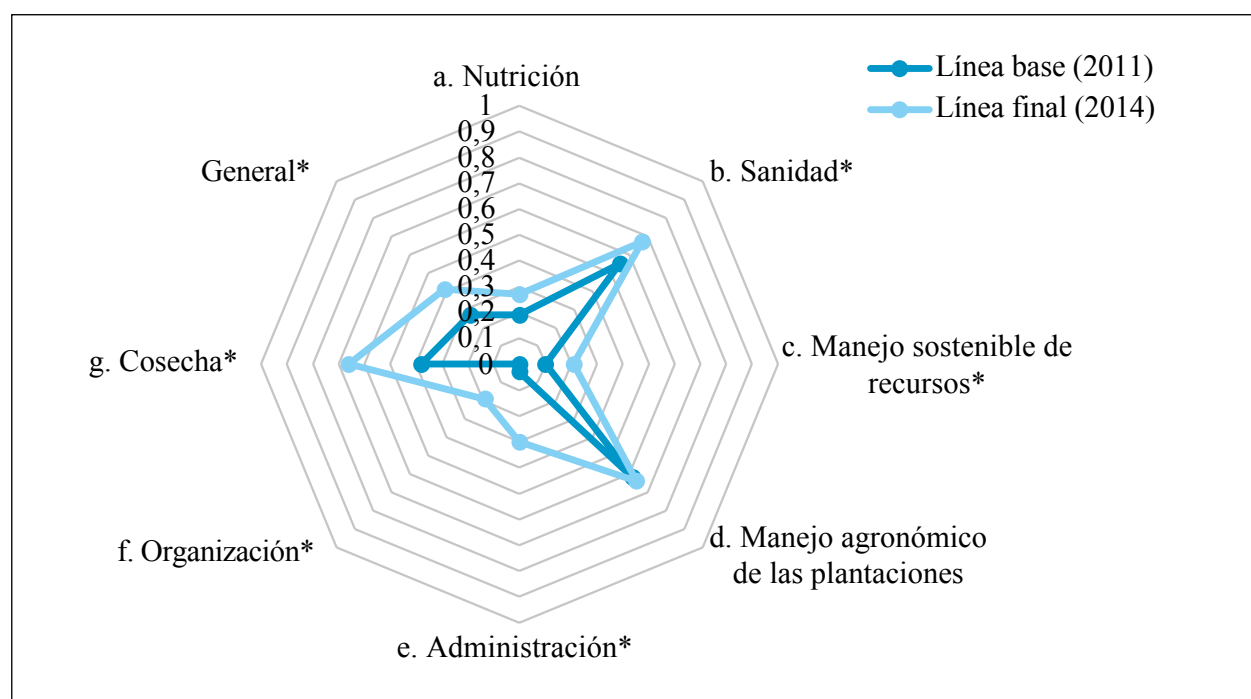 Línea base (2011)
Línea final (2014)
a. Nutrición
1
0,9
0,8
0,7
0,6
0,5
0,4
0,3
0,2
0,1
0
General*
b. Sanidad*
g. Cosecha*
c. Manejo sostenible de
recursos*
f. Organización*
d. Manejo agronómico
de las plantaciones
e. Administración*